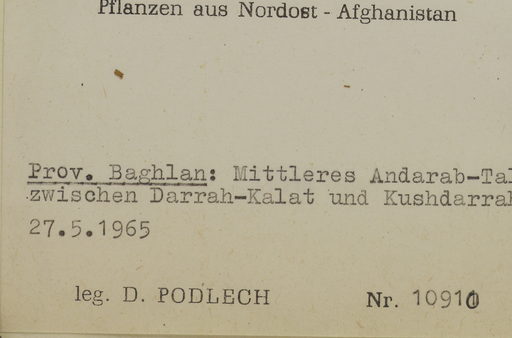 Pflanzen aus Nordost - Afghanistan
Prov. Baghlan: Mittleres Andarab-Tal
zwischen Darrah-Kalat und Kushdarrah
27.5.1965
leg. D. PODLECH
Nr.